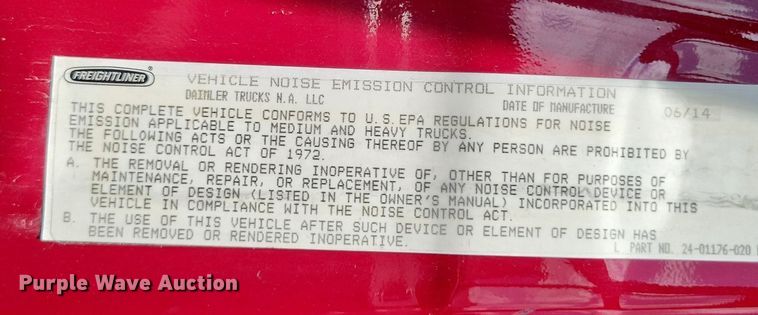 FREIGHTLINER
VEHICLE NOISE EMISSION CONTROL INFORMATION
DAIMLER TRUCKS N.A. LLC DATE OF MANUFACTURE 06/14
THIS COMPLETE VEHICLE CONFORMS TO U.S.EPA REGULATIONS FOR NOISE
EMISSION APPLICABLE TO MEDIUM AND HEAVY TRUCKS.
THE FOLLOWING ACTS OR THE CAUSING THEREOF BY ANY PERSON ARE PROHIBITED BY
THE NOISE CONTROL ACT OF 1972.
A. THE REMOVAL OR RENDERING INOPERATIVE OF, OTHER THAN FOR PURPOSES OF
MAINTENANCE, REPAIR, OR REPLACEMENT, OF ANY NOISE CONTROL DEVICE OR
ELEMENT OF DESIGN (LISTED IN THE OWNER'S MANUAL) INCORPORATED INTO THIS
VEHICLE IN COMPLIANCE WITH THE NOISE CONTROL ACT.
B. THE USE OF THIS VEHICLE AFTER SUCH DEVICE OR ELEMENT OF DESIGN HAS
BEEN REMOVED OR RENDERED INOPERATIVE.
L PART NO. 24-01176-020
Purple Wave Auction